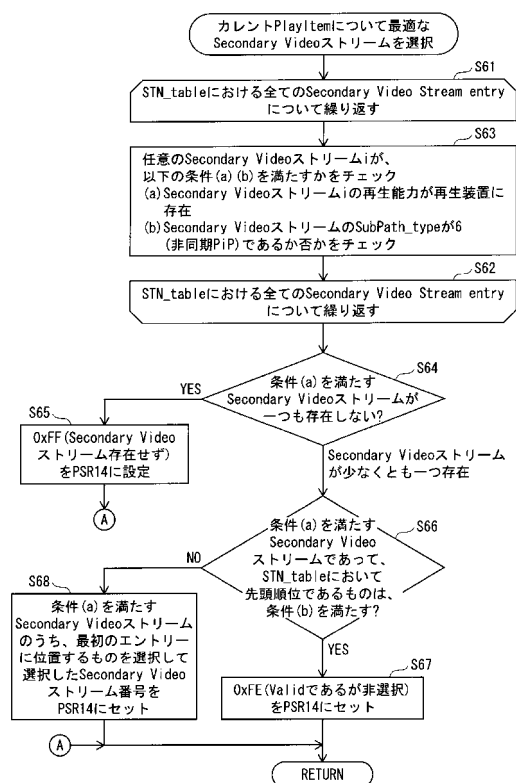 カレントPlayItemについて最適な
Secondary Videoストリームを選択
S61
STN_tableにおける全てのSecondary Video Stream entry
について繰り返す
S63
任意のSecondary Videoストリームiが、
以下の条件(a)(b)を満たすかをチェック
(a)Secondary Videoストリームiの再生能力が再生装置に
存在
(b)Secondary VideoストリームのSubPath_typeが6
(非同期PiP)であるか否かをチェック
S62
STN_tableにおける全てのSecondary Video Stream entry
について繰り返す
S64
条件(a)を満たす
Secondary Videoストリームが
一つも存在しない?
YES
S65
0xFF(Secondary Video
ストリーム存在せず)
をPSR14に設定
A
Secondary Videoストリーム
が少なくとも一つ存在
S66
条件(a)を満たす
Secondary Video
ストリームであって、
STN_tableにおいて
先頭順位であるものは、
条件(b)を満たす?
NO
S68
条件(a)を満たす
Secondary Videoストリーム
のうち、最初のエントリー
に位置するものを選択して
選択したSecondary Video
ストリーム番号を
PSR14にセット
YES
S67
0xFE(Validであるが非選択)
をPSR14にセット
A
RETURN